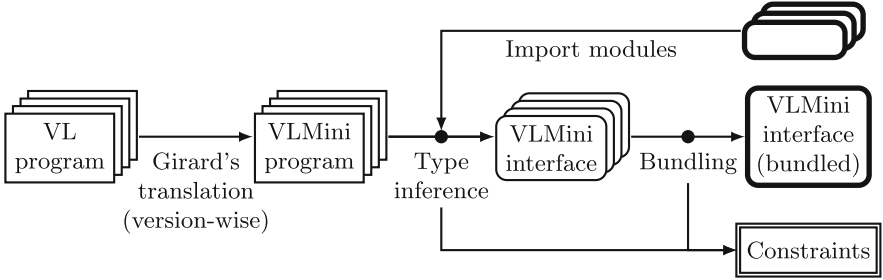 Import modules
VL
program
Girard's
translation
(version-wise)
VLMini
program
Type
inference
VLMini
interface
Bundling
VLMini
interface
(bundled)
Constraints